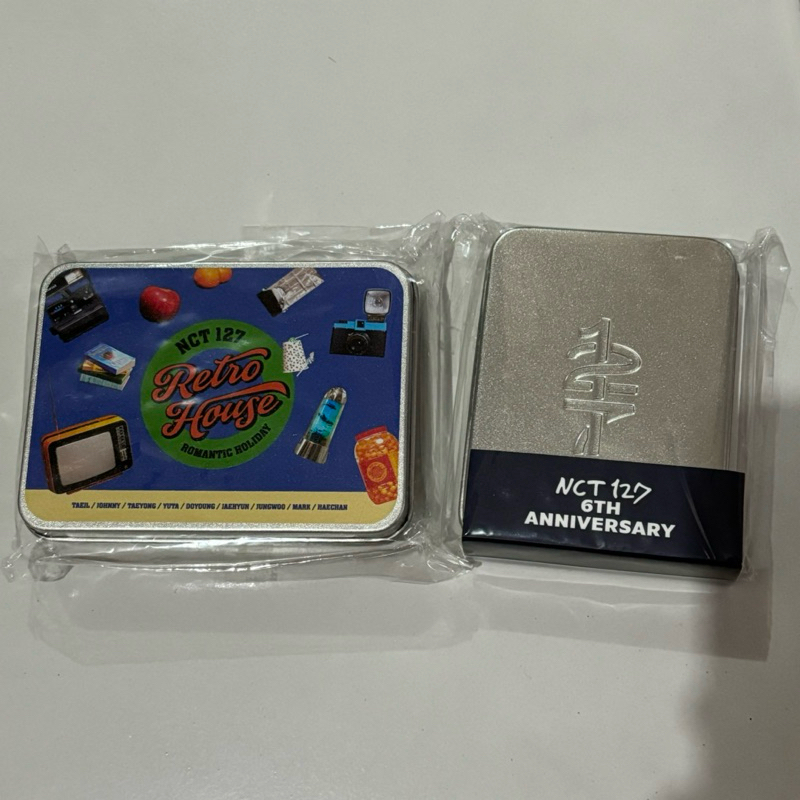 NCT 127
Retro
House
ROMANTIC HOLIDAY
TAEIL / JOHNNY / TAEYONG / YUTA / DOYOUNG / JAEHYUN / JUNGWOO / MARK / HAECHAN
NCT 127
6TH
ANNIVERSARY